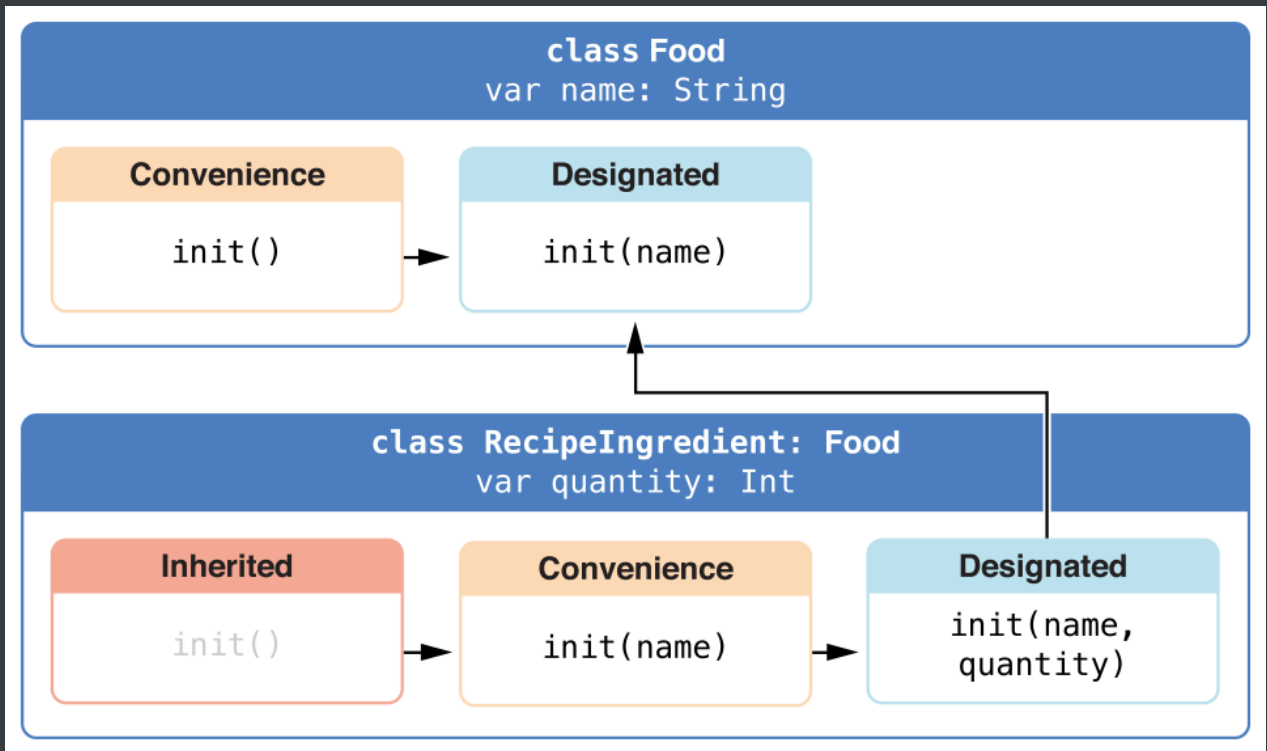 class Food
var name: String
Convenience
Designated
init()
init(name)
class RecipeIngredient: Food
var quantity: Int
Inherited
Convenience
Designated
init()
init(name)
init(name,
quantity)